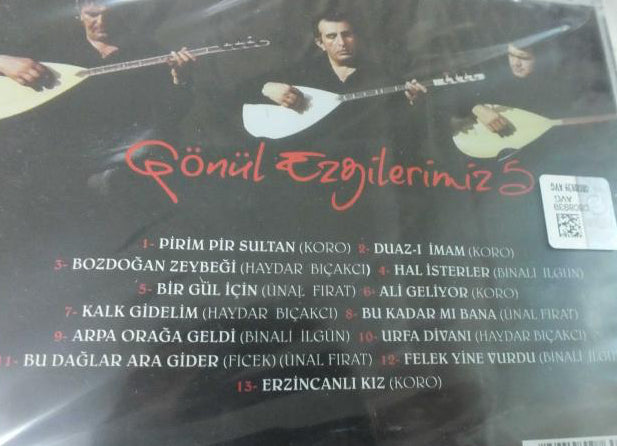 Gönül Ezgilerimiz 5
1- PİRİM PİR SULTAN (KORO) 2- DUAZ-I İMAM (KORO)
3- BOZDOĞAN ZEYBEĞİ (HAYDAR BIÇAKCI) 4- HAL İSTERLER (BİNALİ İLGÜN)
5- BİR GÜL İÇİN (ÜNAL FIRAT) 6- ALİ GELİYOR (KORO)
7- KALK GİDELİM (HAYDAR BIÇAKCI) 8- BU KADAR MI BANA (ÜNAL FIRAT)
9- ARPA ORAĞA GELDİ (BİNALİ İLGÜN) 10- URFA DİVANI (HAYDAR BIÇAKCI)
11- BU DAĞLAR ARA GİDER (FİCEK) (ÜNAL FIRAT) 12- FELEK YİNE VURDU (BİNALİ İLGÜN
13- ERZİNCANLI KIZ (KORO)